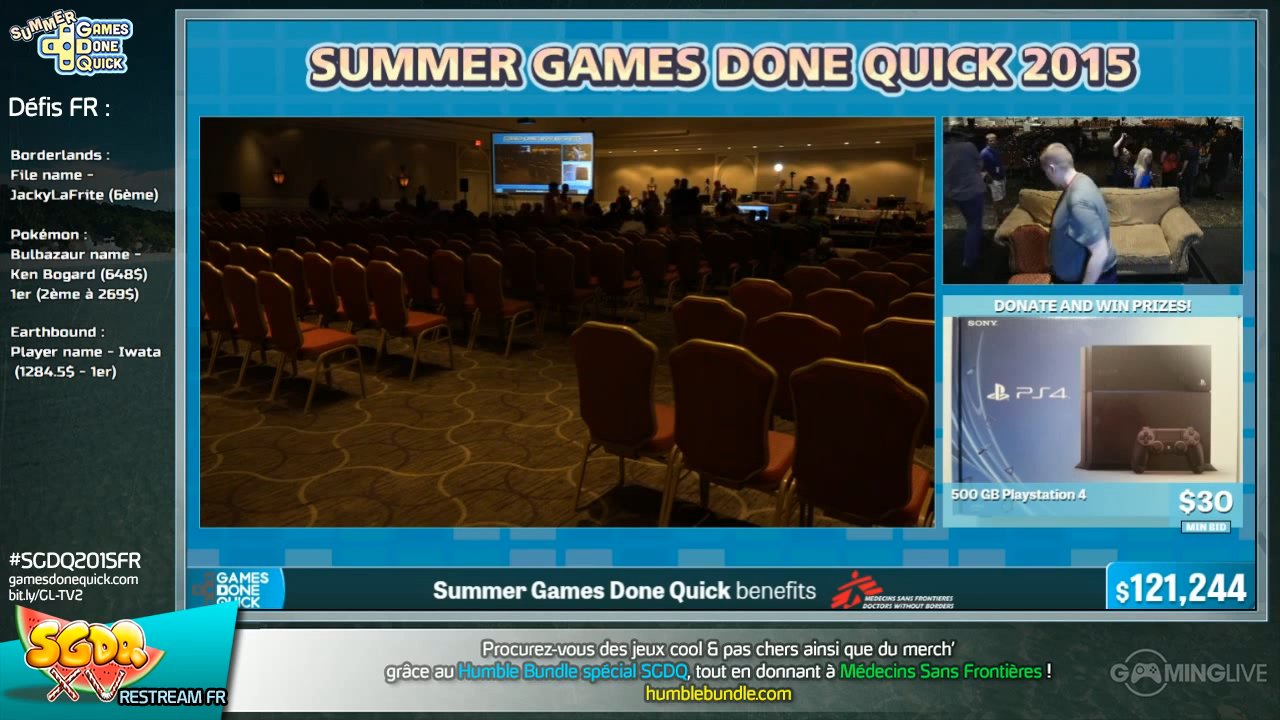 SUMMER
GAMES
DONE
QUICK
Défis FR :
Borderlands :
File name -
JackyLaFrite (6ème)
Pokémon :
Bulbazaur name -
Ken Bogard (648$)
1er (2ème à 269$)
Earthbound :
Player name - Iwata
(1284.5$ - 1er)
#SGDQ2015FR
gamesdonequick.com
bit.ly/GL-TV2
SUMMER GAMES DONE QUICK 2015
DONATE AND WIN PRIZES!
SONY
PS4
500 GB Playstation 4
$30
MIN BID
GAMES
DONE
QUICK
Summer Games Done Quick benefits
MEDECINS SANS FRONTIERES
DOCTORS WITHOUT BORDERS
$121,244
SGDQ
XV
RESTREAM FR
Procurez-vous des jeux cool & pas chers ainsi que du merch'
grâce au Humble Bundle spécial SGDQ, tout en donnant à Médecins Sans Frontières !
humblebundle.com
GAMINGLIVE